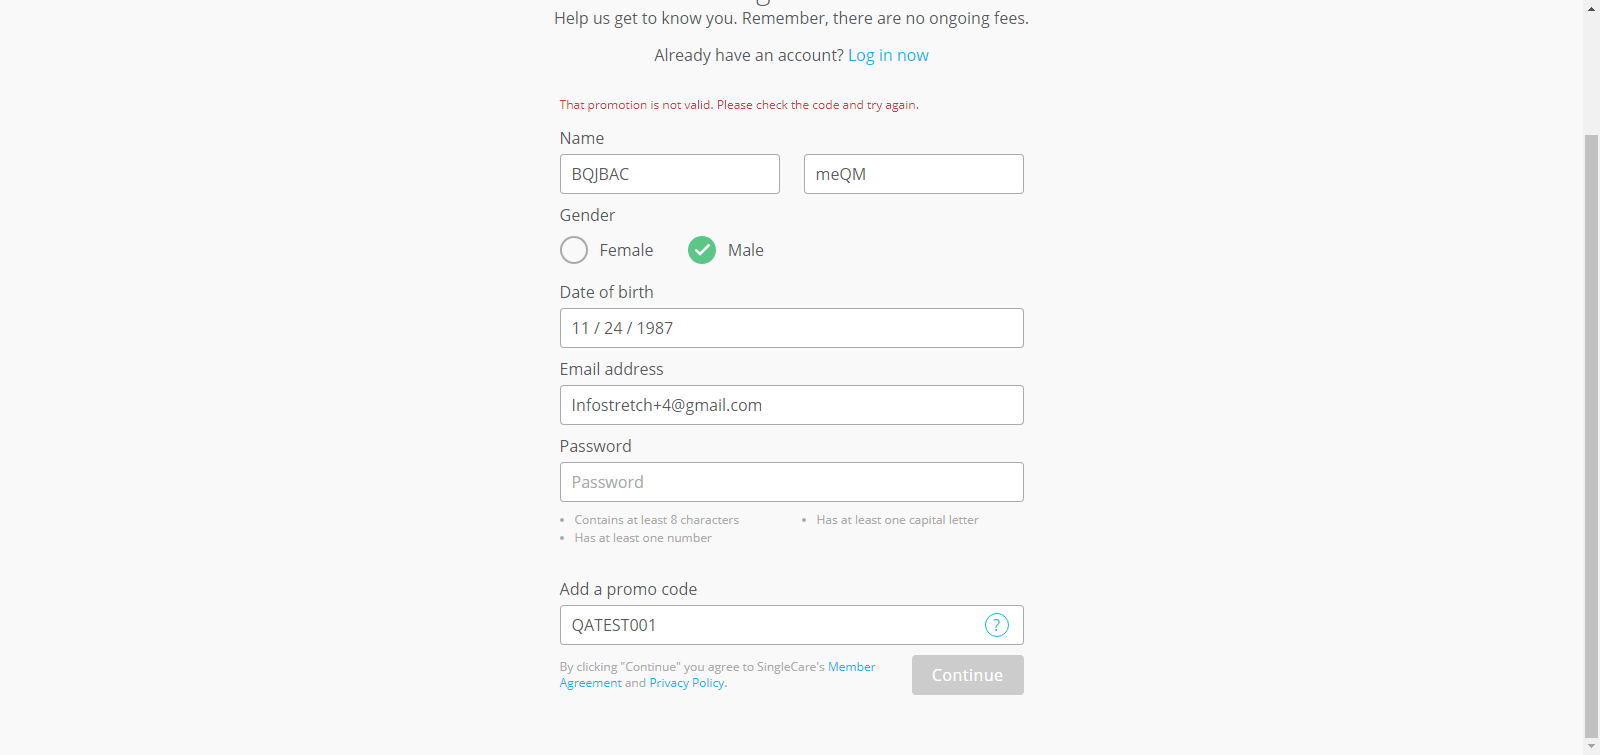 Help us get to know you. Remember, there are no ongoing fees.
Already have an account? Log in now
That promotion is not valid. Please check the code and try again.
Name
BQJBAC
meQM
Gender
Female
Male
Date of birth
11 / 24 / 1987
Email address
Infostretch+4@gmail.com
Password
Password
• Contains at least 8 characters
• Has at least one capital letter
• Has at least one number
Add a promo code
QATEST001
?
By clicking "Continue" you agree to SingleCare's Member
Agreement and Privacy Policy.
Continue